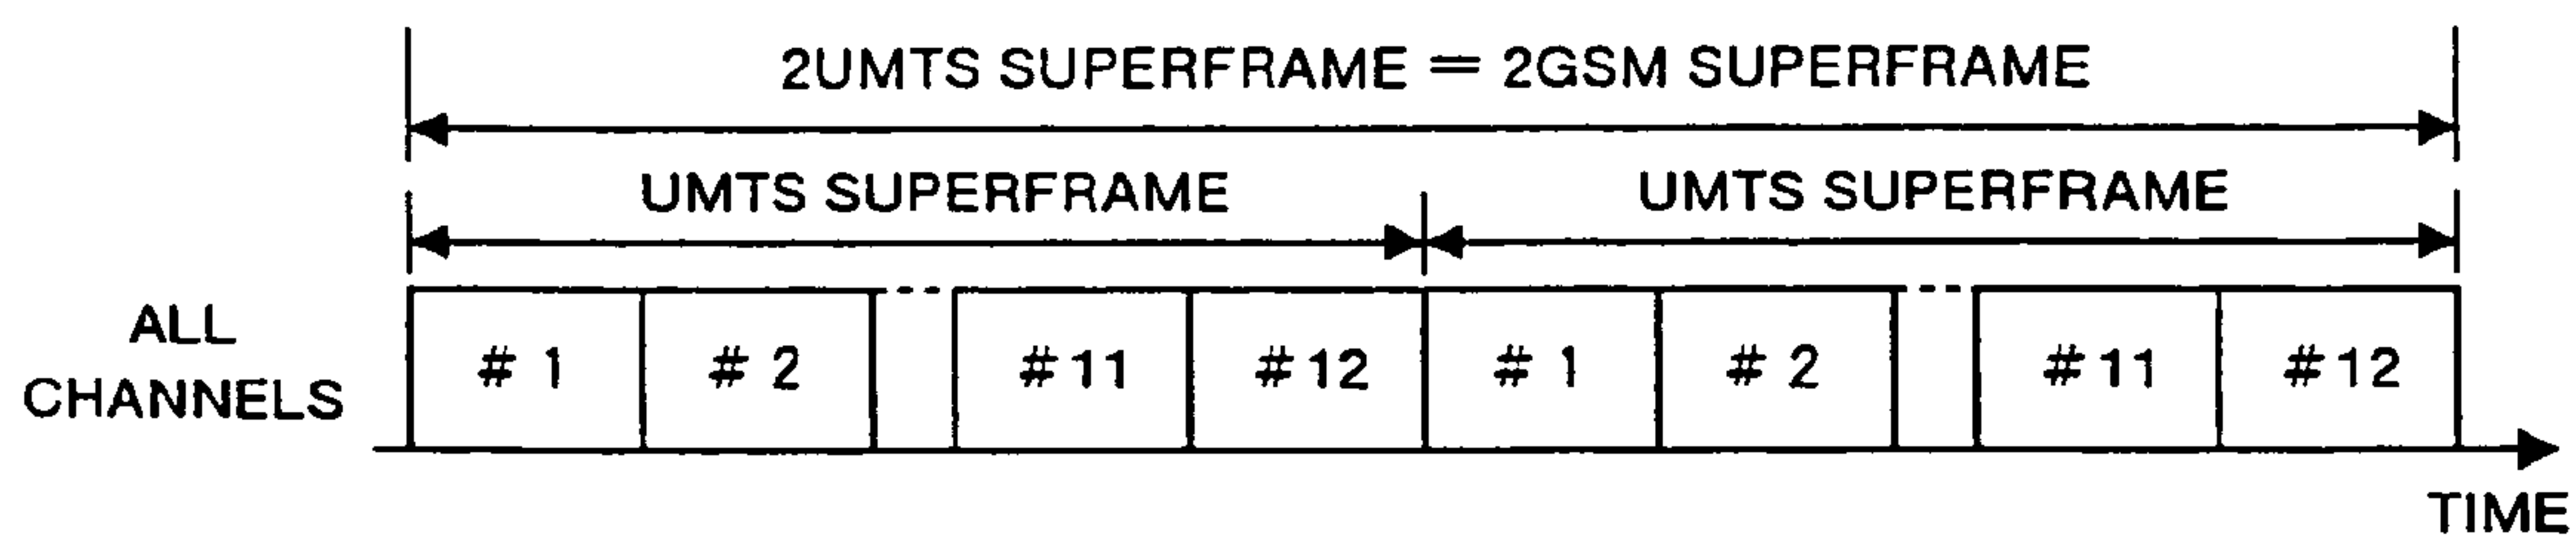 2UMTS SUPERFRAME = 2GSM SUPERFRAME
UMTS SUPERFRAME UMTS SUPERFRAME
ALL
CHANNELS
# 1 # 2 #11 #12 # 1 # 2 #11 #12
TIME